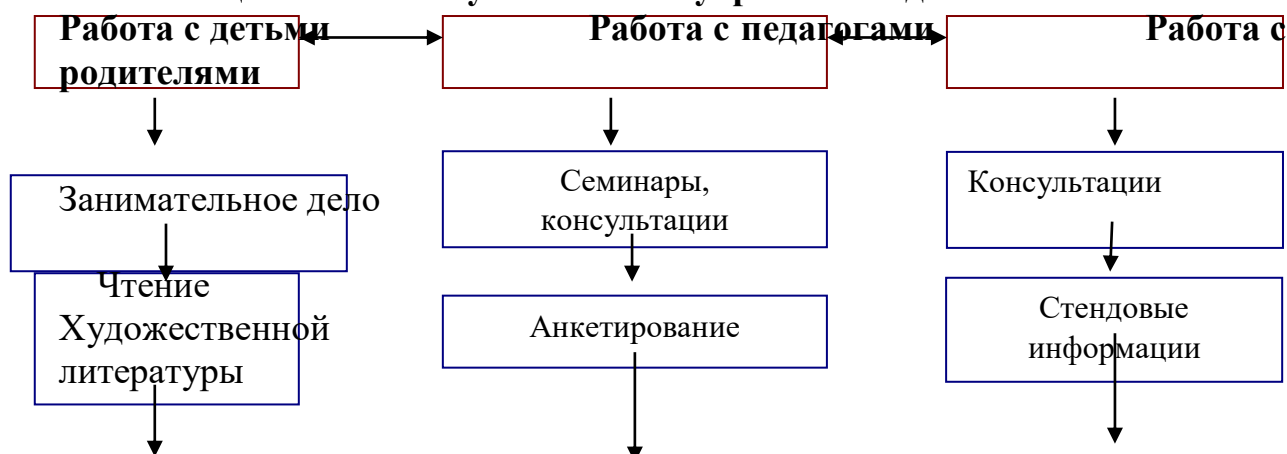 Работа с детьми Работа с педагогами Работа с
родителями
Занимательное дело
Чтение
Художественной
литературы
Семинары,
консультации
Анкетирование
Консультации
Стендовые
информации